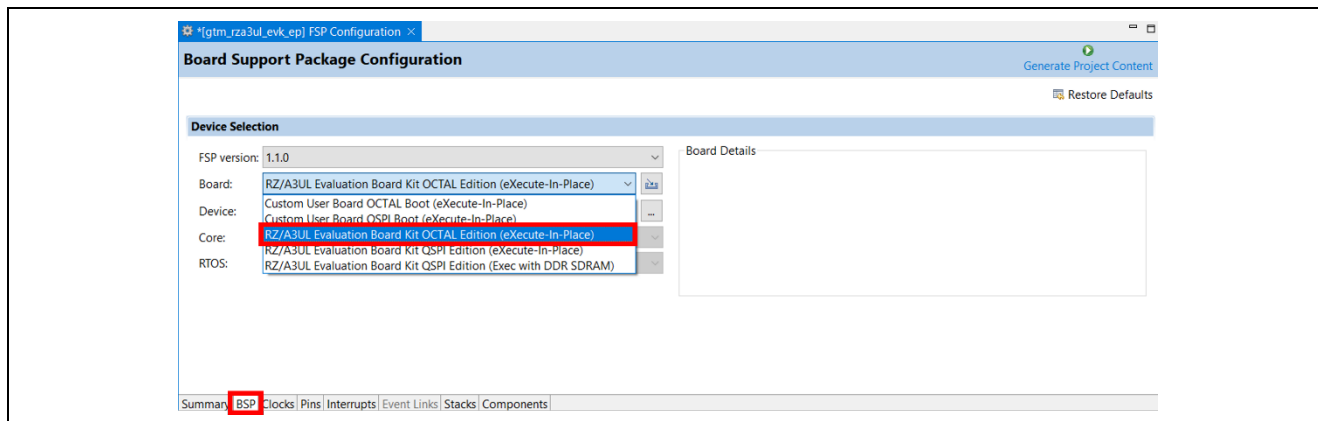 *[gtm_rza3ul_evk_ep] FSP Configuration
Board Support Package Configuration
Generate Project Content
Restore Defaults
Device Selection
FSP version: 1.1.0
Board Details
Board: RZ/A3UL Evaluation Board Kit OCTAL Edition (eXecute-In-Place)
Device: Custom User Board OCTAL Boot (eXecute-In-Place)
Custom User Board QSPI Boot (eXecute-In-Place)
...
Core: RZ/A3UL Evaluation Board Kit OCTAL Edition (eXecute-In-Place)
RZ/A3UL Evaluation Board Kit QSPI Edition (eXecute-In-Place)
RTOS: RZ/A3UL Evaluation Board Kit QSPI Edition (Exec with DDR SDRAM)
Summary BSP Clocks Pins Interrupts Event Links Stacks Components